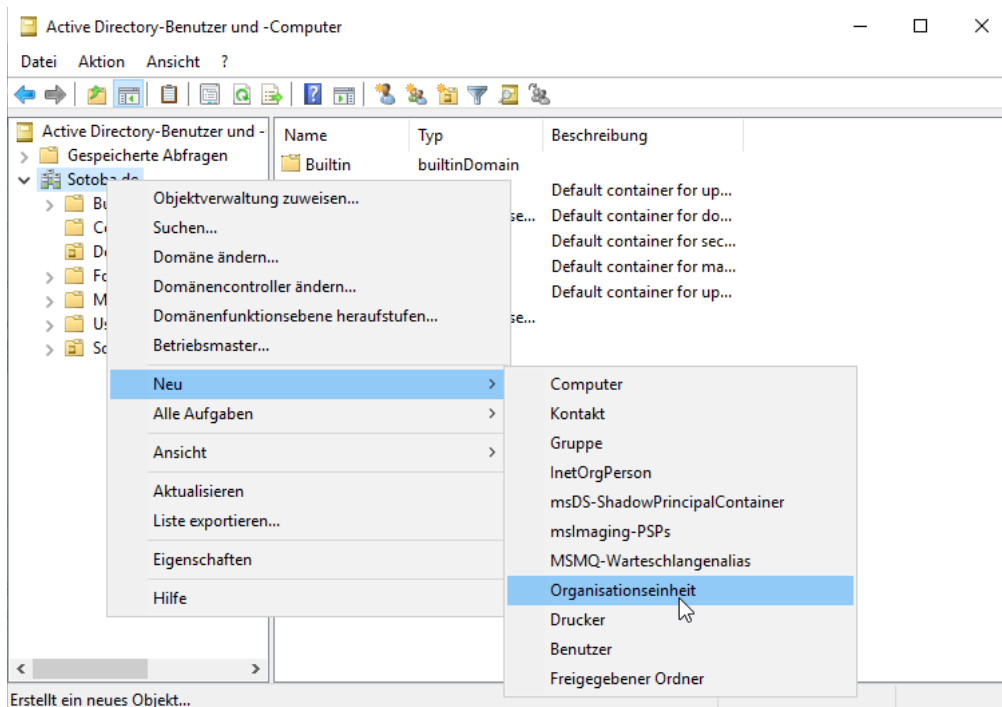 Active Directory-Benutzer und -Computer
Datei Aktion Ansicht ?
Active Directory-Benutzer und -
Gespeicherte Abfragen
Sotoba.de
Name Typ Beschreibung
Builtin builtinDomain
Default container for up...
se... Default container for do...
Default container for sec...
Default container for ma...
Default container for up...
se...
Objektverwaltung zuweisen...
Suchen...
Domäne ändern...
Domänencontroller ändern...
Domänenfunktionsebene heraufstufen...
Betriebsmaster...
Neu
Alle Aufgaben
Ansicht
Aktualisieren
Liste exportieren...
Eigenschaften
Hilfe
Computer
Kontakt
Gruppe
InetOrgPerson
msDS-ShadowPrincipalContainer
msImaging-PSPs
MSMQ-Warteschlangenalias
Organisationseinheit
Drucker
Benutzer
Freigegebener Ordner
Erstellt ein neues Objekt...